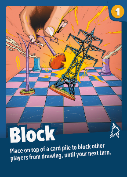 1
Block
Place on top of a card pile to block other
players from drawing, until your next turn.